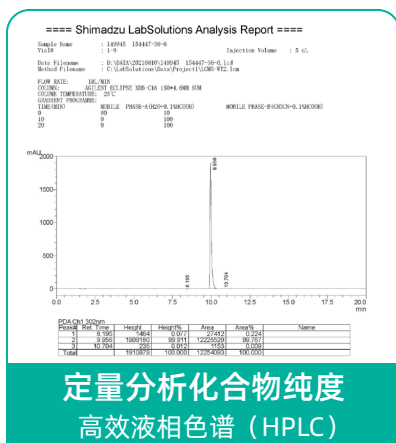 ==== Shimadzu LabSolutions Analysis Report ====
Sample Name : 149945 154447-36-6
Vial# : 1-9 Injection Volume : 5 uL
Data Filename : D:\DATA\20210810\149945 154447-36-6.lcd
Method Filename : C:\LabSolutions\Data\Project1\LCMS-WT2.lcm
FLOW RATE: 1ML/MIN
COLUMN: AGILENT ECLIPSE XDB-C18 150*4.6MM 5UM
COLUMN TEMPERATURE: 25℃
GRADIENT PROGRAMME:
TIME(MIN) MOBILE PHASE-A(H2O-0.1%HCOOH) MOBILE PHASE-B(CH3CN-0.1%HCOOH)
0 90 10
10 0 100
20 0 100
mAU
2000
1500
1000
500
0
9.956
8.195
10.704
0.0 2.5 5.0 7.5 10.0 12.5 15.0 17.5 20.0
min
PDA Ch1 302nm
Peak# Ret. Time Height Height% Area Area% Name
1 8.195 1464 0.077 27412 0.224
2 9.956 1909180 99.911 12225529 99.767
3 10.704 235 0.012 1153 0.009
Total 1910879 100.000 12254093 100.000
定量分析化合物纯度
高效液相色谱（HPLC）